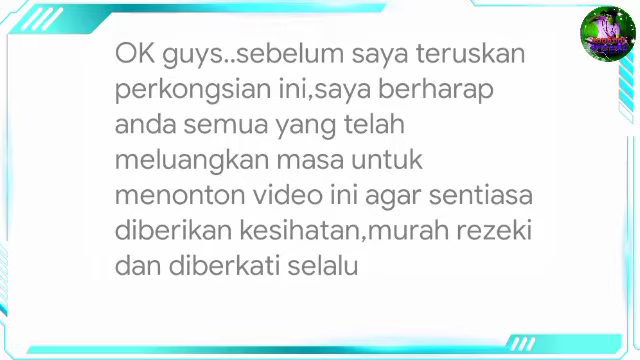 OK guys..sebelum saya teruskan
perkongsian ini,saya berharap
anda semua yang telah
meluangkan masa untuk
menonton video ini agar sentiasa
diberikan kesihatan,murah rezeki
dan diberkati selalu